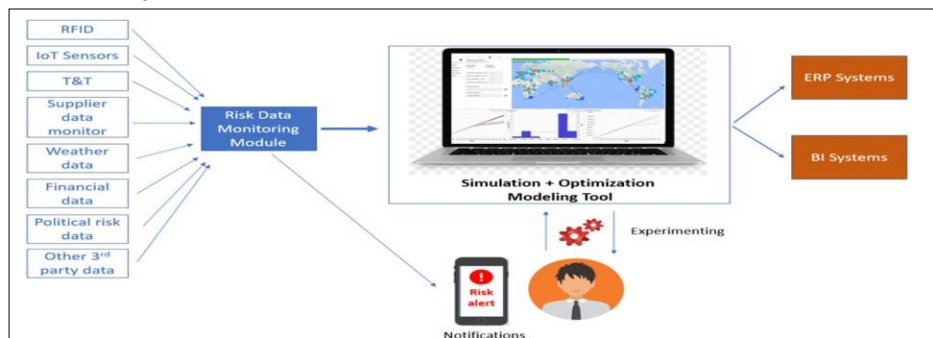 RFID
IoT Sensors
T&T
Supplier
data monitor
Weather
data
Financial
data
Political risk
data
Other 3rd
party data
Risk Data
Monitoring
Module
Simulation + Optimization
Modeling Tool
Experimenting
Risk
alert
Notifications
ERP Systems
BI Systems